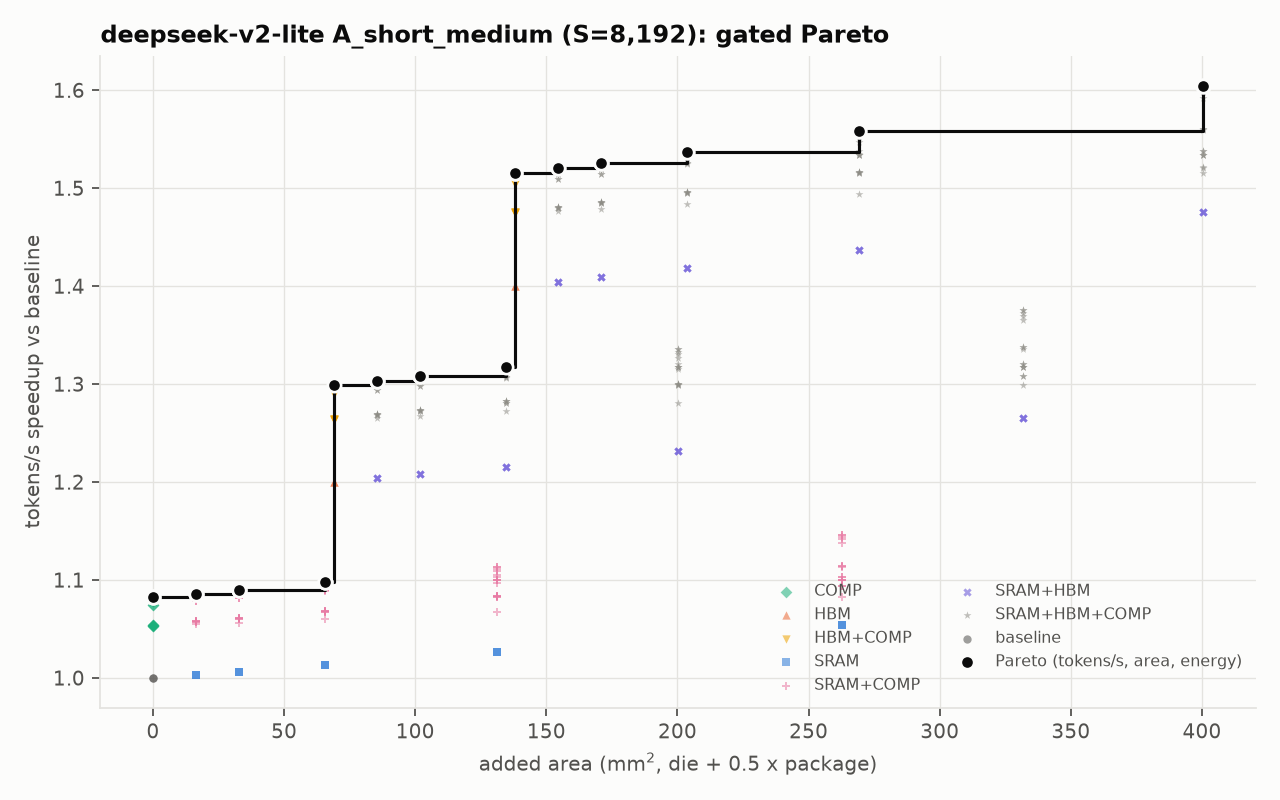 deepseek-v2-lite A_short_medium (S=8,192): gated Pareto
1.6
1.5
1.4
1.3
1.2
1.1
1.0
tokens/s speedup vs baseline
0
50
100
150
200
250
300
350
400
added area (mm², die + 0.5 x package)
COMP
HBM
HBM+COMP
SRAM
SRAM+COMP
SRAM+HBM
SRAM+HBM+COMP
baseline
Pareto (tokens/s, area, energy)